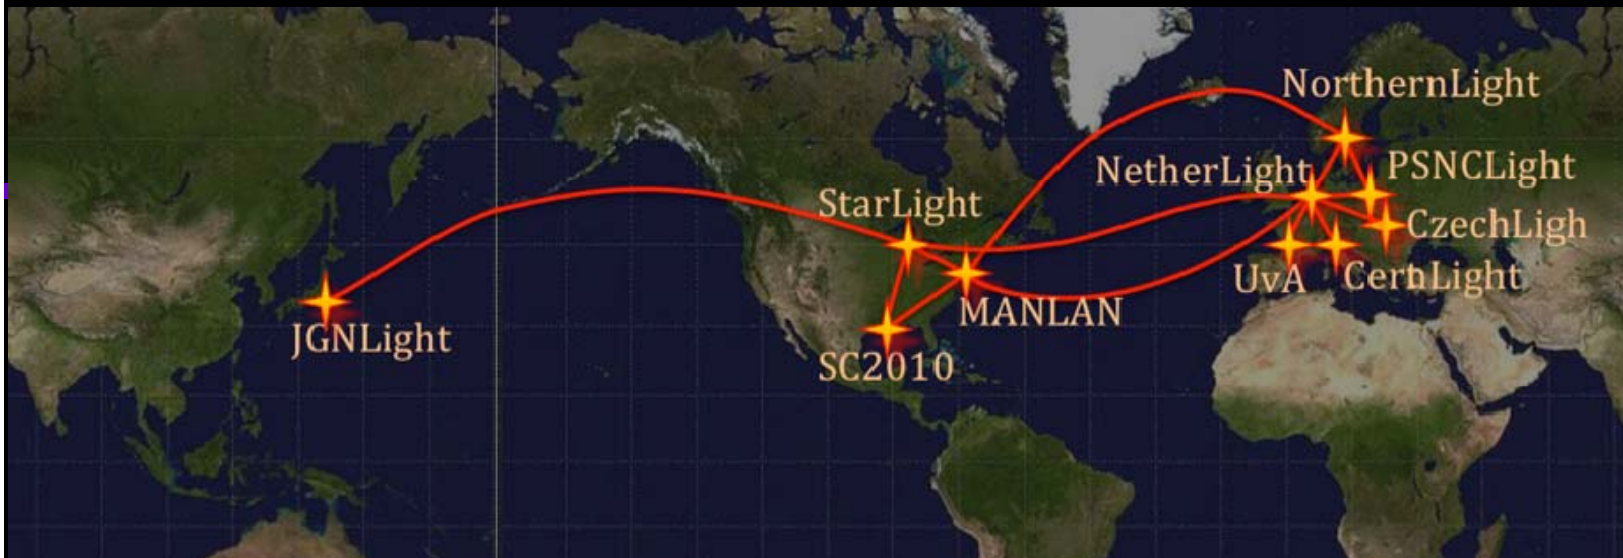 NorthernLight
NetherLight
PSNCLight
StarLight
CzechLigh
UvA
CernLight
MANLAN
JGNLight
SC2010